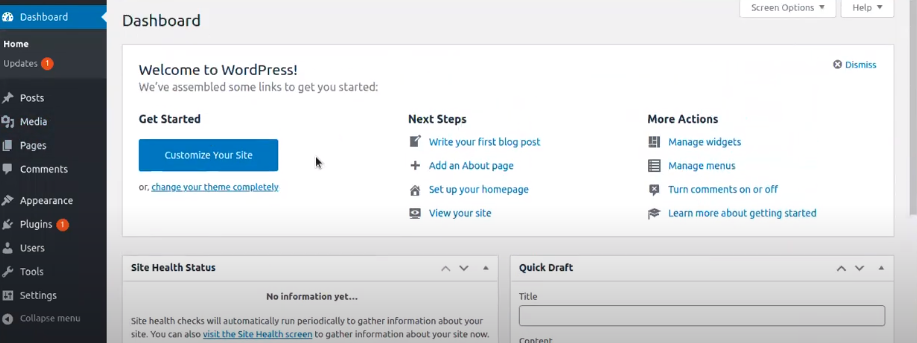 Dashboard
Home
Updates 1
Posts
Media
Pages
Comments
Appearance
Plugins 1
Users
Tools
Settings
Collapse menu
Screen Options
Help
Dashboard
Welcome to WordPress!
We've assembled some links to get you started:
Dismiss
Get Started
Customize Your Site
or, change your theme completely
Next Steps
Write your first blog post
Add an About page
Set up your homepage
View your site
More Actions
Manage widgets
Manage menus
Turn comments on or off
Learn more about getting started
Site Health Status
No information yet...
Site health checks will automatically run periodically to gather information about your
site. You can also visit the Site Health screen to gather information about your site now.
Quick Draft
Title
Content